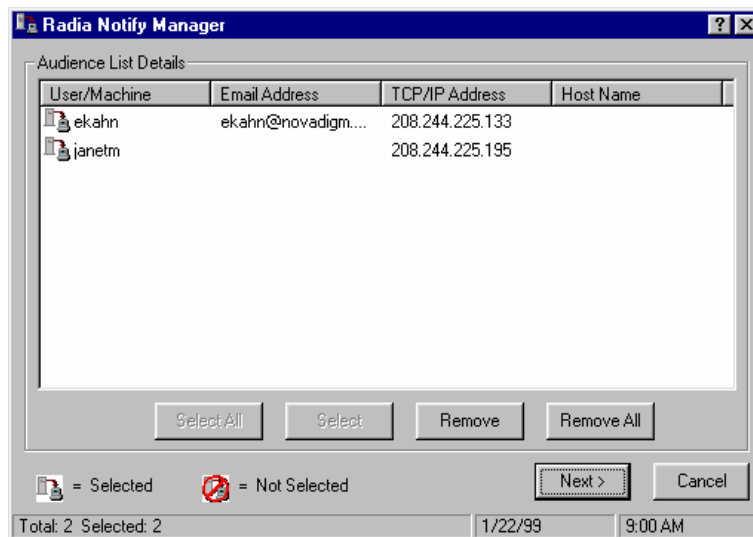 Radia Notify Manager
Audience List Details
User/Machine Email Address TCP/IP Address Host Name
ekahn ekahn@novadigm.... 208.244.225.133
janetm 208.244.225.195
Select All Select Remove Remove All
= Selected = Not Selected Next > Cancel
Total: 2 Selected: 2 1/22/99 9:00 AM